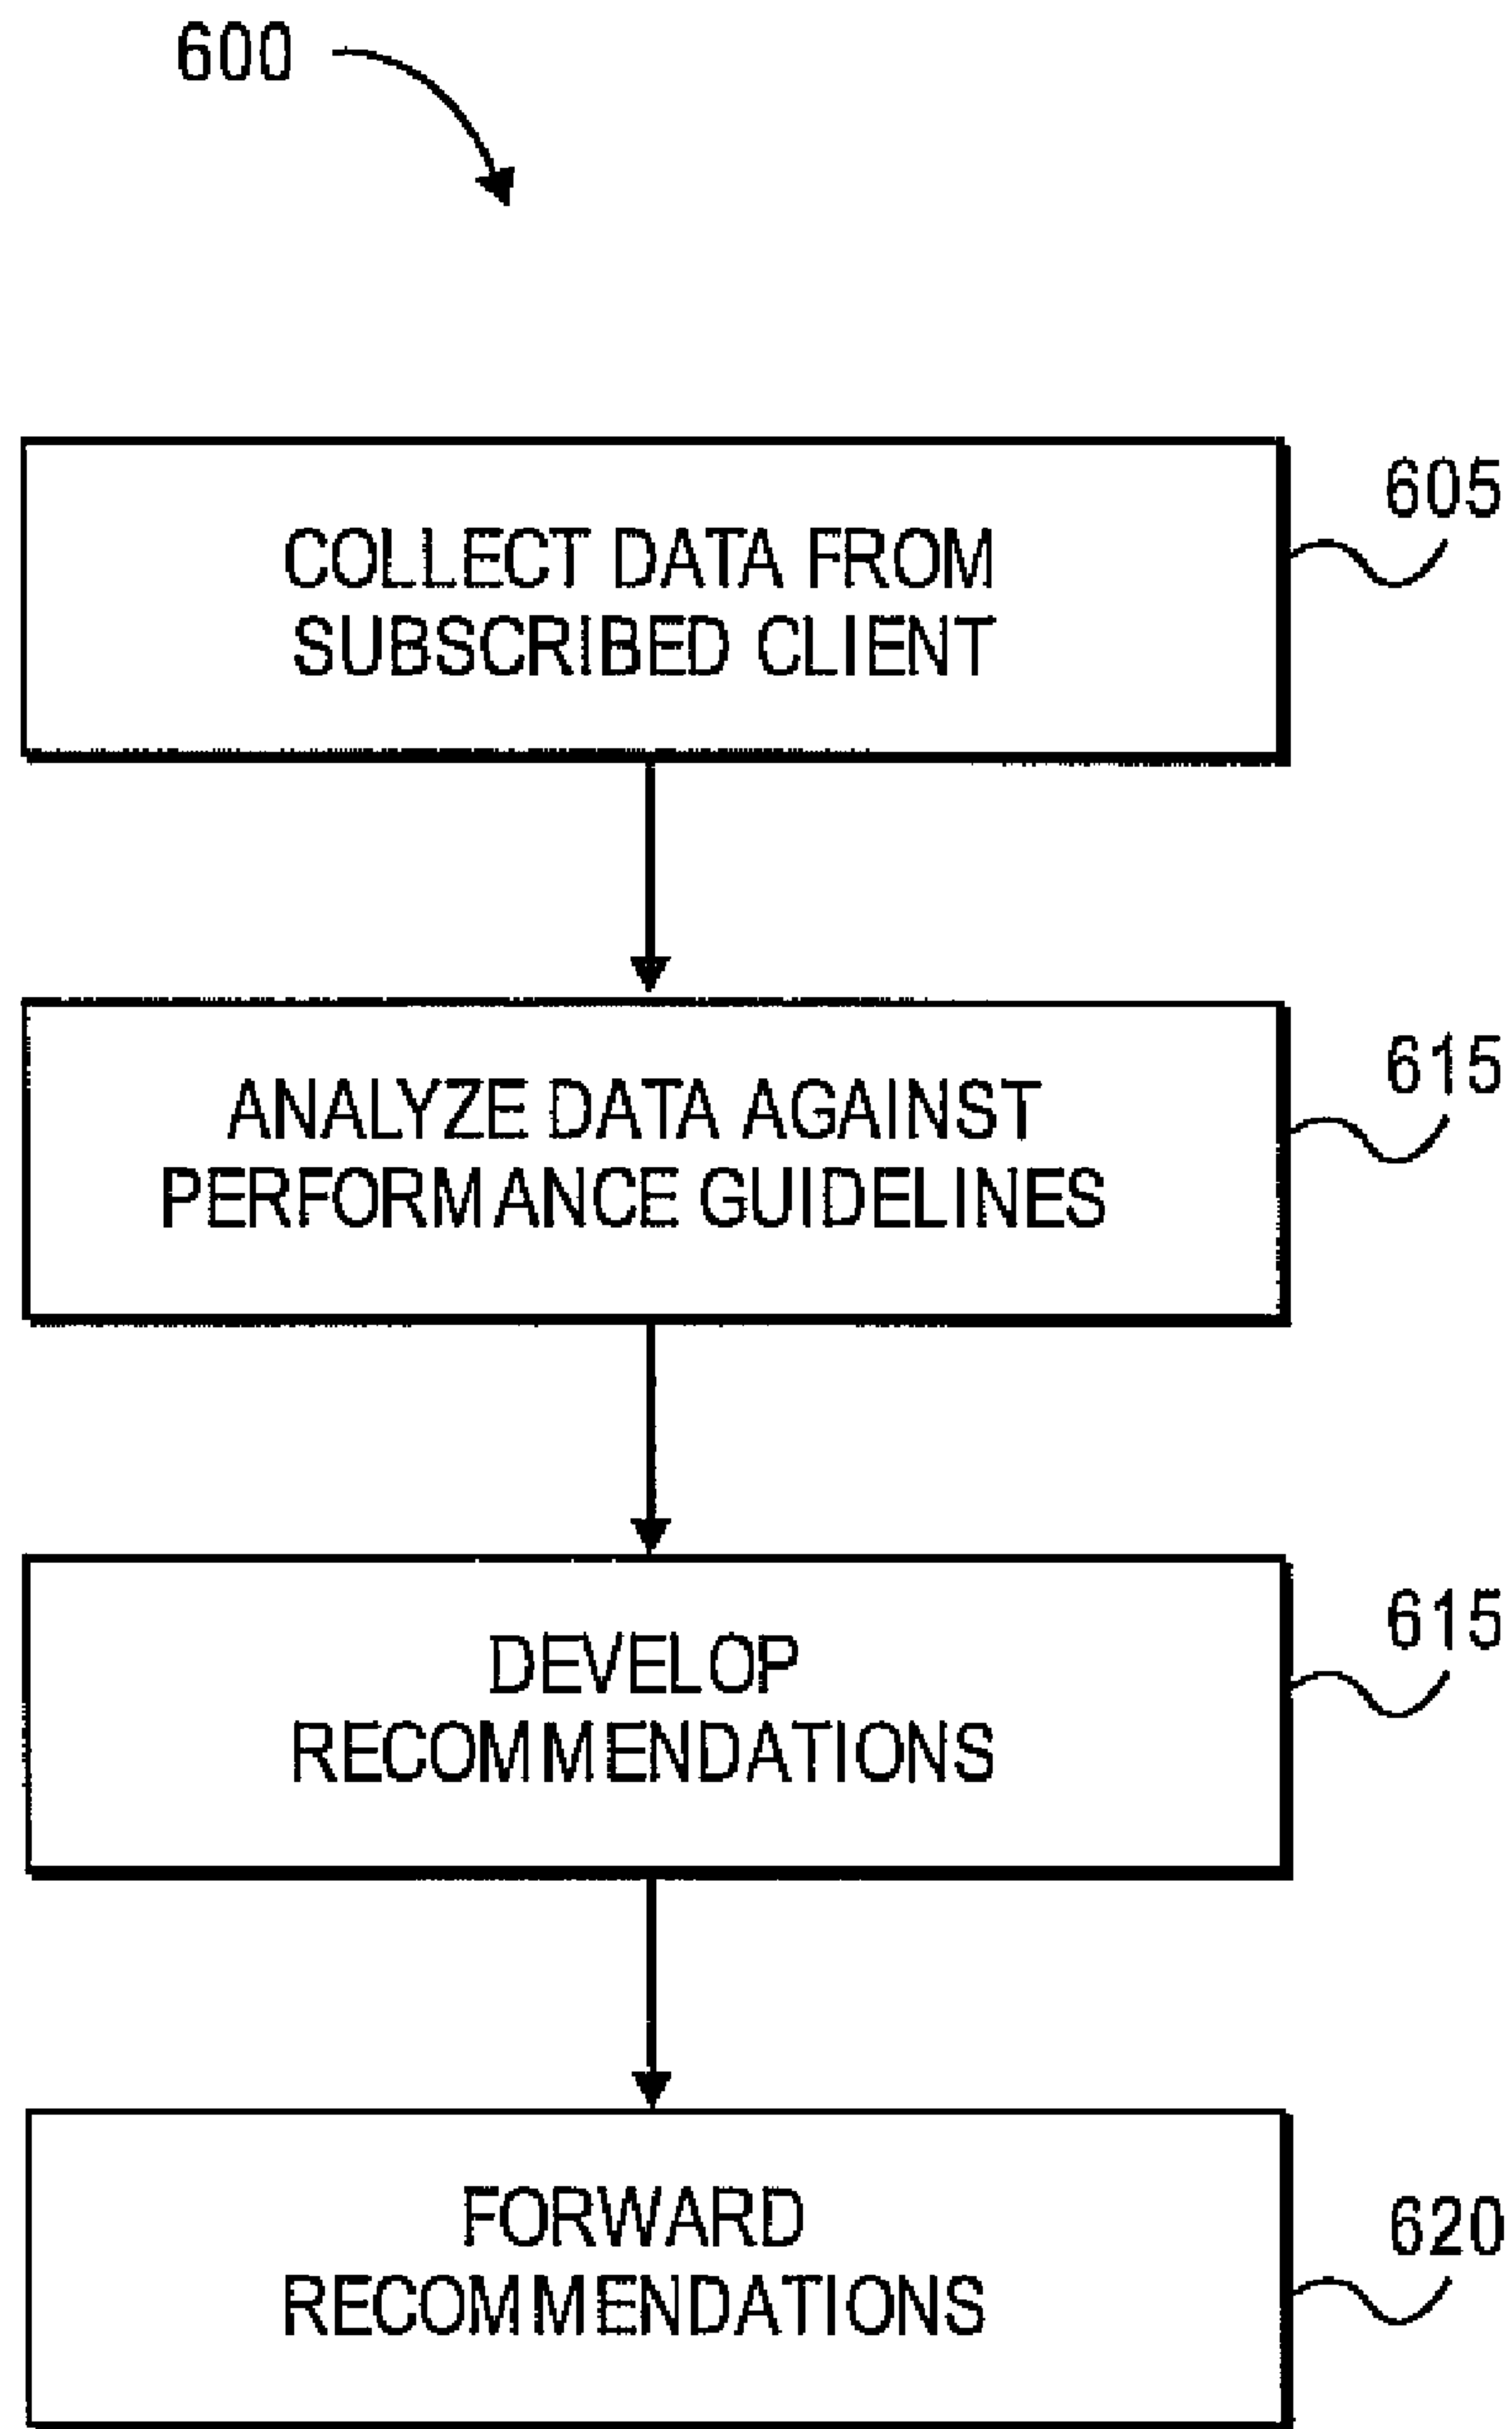 600
COLLECT DATA FROM
SUBSCRIBED CLIENT
605
ANALYZE DATA AGAINST
PERFORMANCE GUIDELINES
615
DEVELOP
RECOMMENDATIONS
615
FORWARD
RECOMMENDATIONS
620